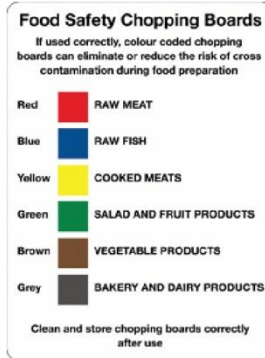 Food Safety Chopping Boards
If used correctly, colour coded chopping
boards can eliminate or reduce the risk of cross
contamination during food preparation
Red RAW MEAT
Blue RAW FISH
Yellow COOKED MEATS
Green SALAD AND FRUIT PRODUCTS
Brown VEGETABLE PRODUCTS
Grey BAKERY AND DAIRY PRODUCTS
Clean and store chopping boards correctly
after use